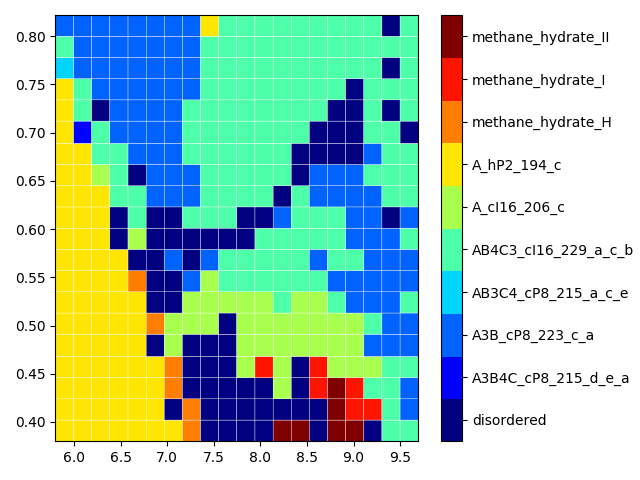 0.80
0.75
0.70
0.65
0.60
0.55
0.50
0.45
0.40
6.0 6.5 7.0 7.5 8.0 8.5 9.0 9.5
methane_hydrate_II
methane_hydrate_I
methane_hydrate_H
A_hP2_194_c
A_cI16_206_c
AB4C3_cI16_229_a_c_b
AB3C4_cP8_215_a_c_e
A3B_cP8_223_c_a
A3B4C_cP8_215_d_e_a
disordered